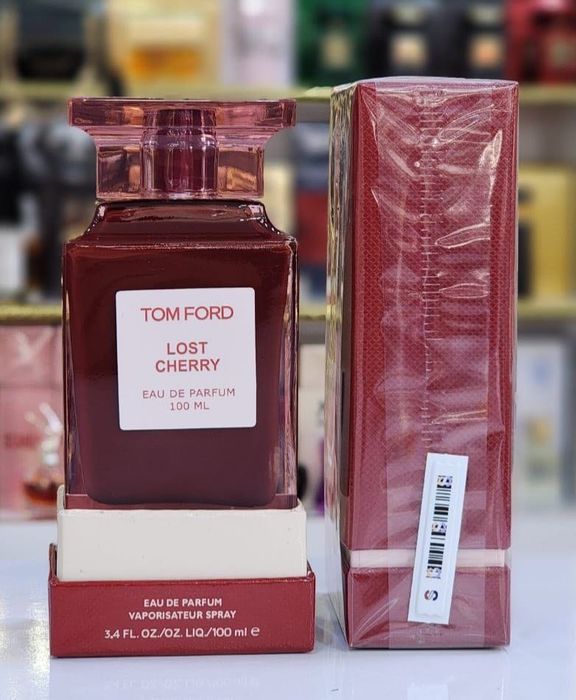 TOM FORD
LOST
CHERRY
EAU DE PARFUM
100 ML
EAU DE PARFUM
VAPORISATEUR SPRAY
3,4 FL. OZ./OZ. LIQ./100 ml e
S